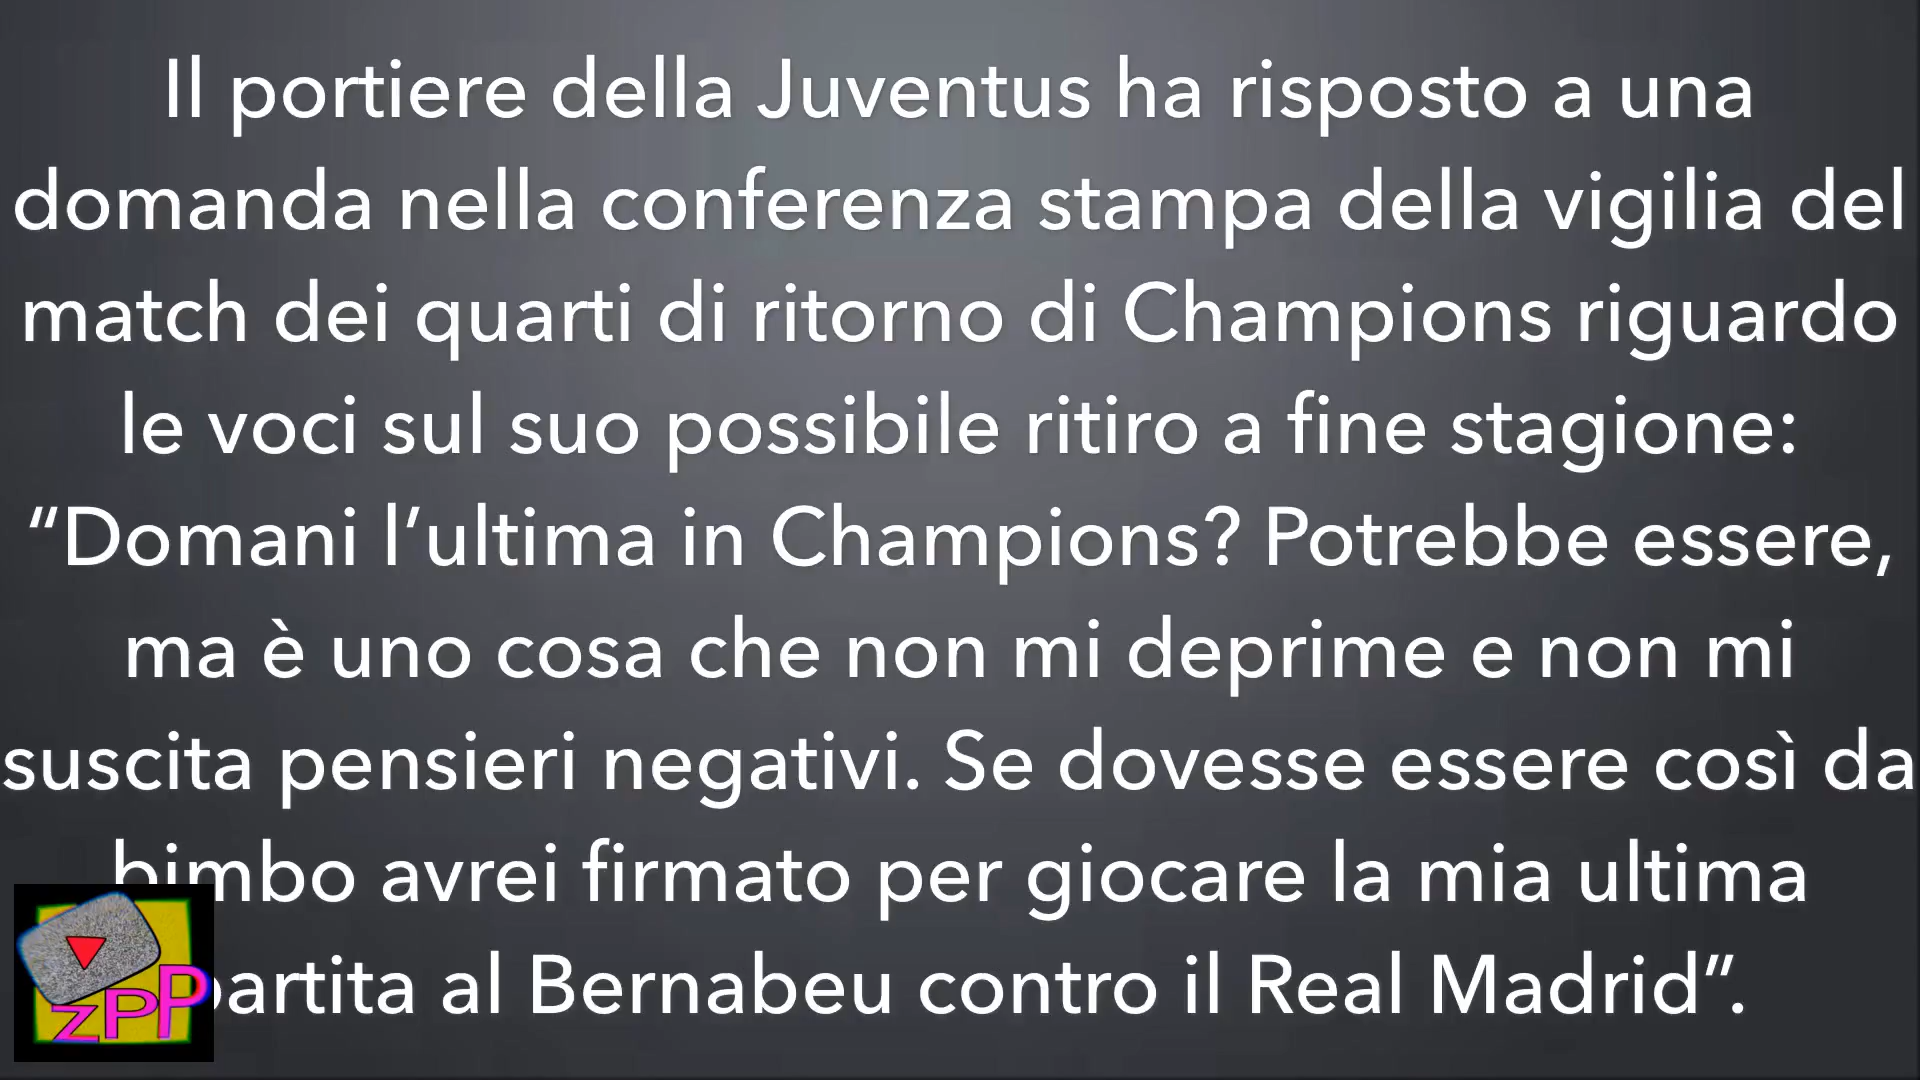 Il portiere della Juventus ha risposto a una
domanda nella conferenza stampa della vigilia del
match dei quarti di ritorno di Champions riguardo
le voci sul suo possibile ritiro a fine stagione:
“Domani l’ultima in Champions? Potrebbe essere,
ma è uno cosa che non mi deprime e non mi
suscita pensieri negativi. Se dovesse essere così da
bimbo avrei firmato per giocare la mia ultima
partita al Bernabeu contro il Real Madrid”.
ZPP